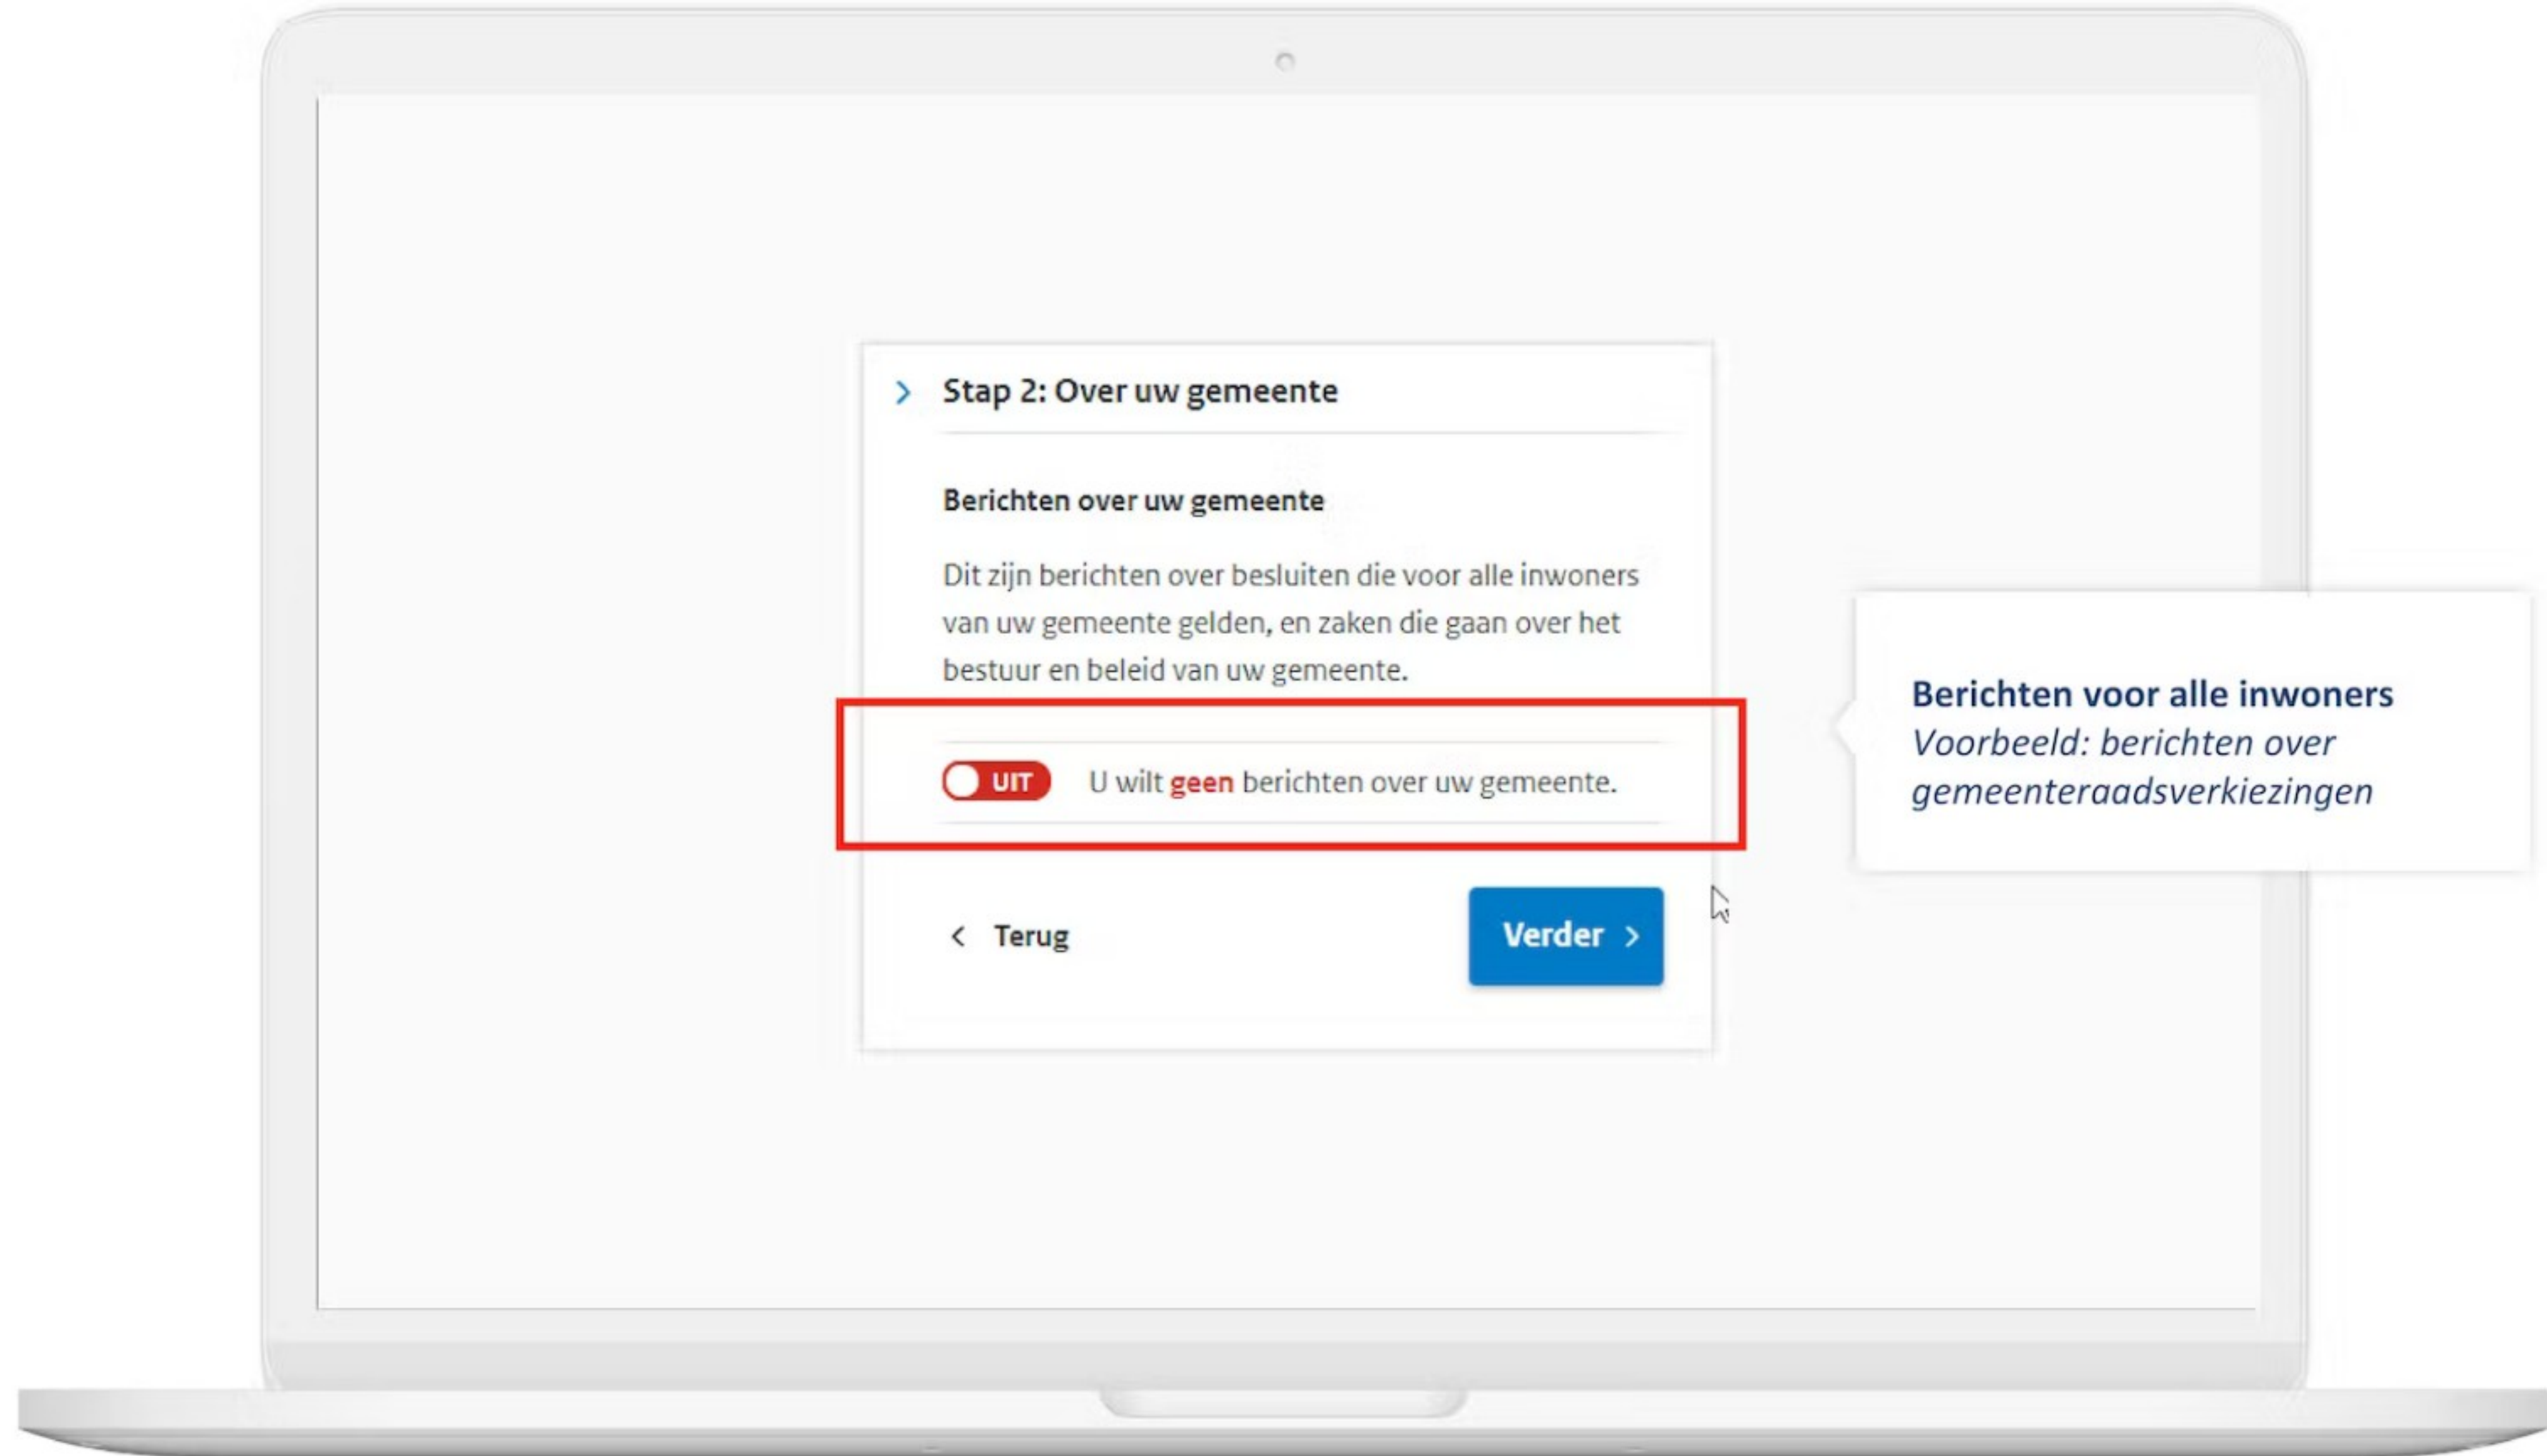 Stap 2: Over uw gemeente
Berichten over uw gemeente
Dit zijn berichten over besluiten die voor alle inwoners
van uw gemeente gelden, en zaken die gaan over het
bestuur en beleid van uw gemeente.
UIT U wilt geen berichten over uw gemeente.
Terug
Verder
Berichten voor alle inwoners
Voorbeeld: berichten over
gemeenteraadsverkiezingen